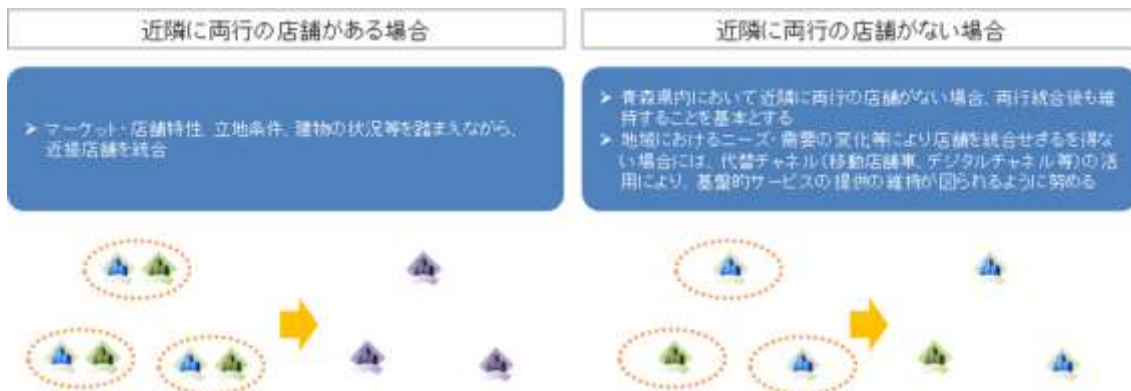 近隣に両行の店舗がある場合
➤ マーケット・店舗特性、立地条件、建物の状況等を踏まえながら、
近接店舗を統合
近隣に両行の店舗がない場合
➤ 青森県内において近隣に両行の店舗がない場合、両行統合後も維
持することを基本とする
➤ 地域におけるニーズ・需要の変化等により店舗を統合せざるを得な
い場合には、代替チャネル（移動店舗車、デジタルチャネル等）の活
用により、基盤的サービスの提供の維持が図られるように努める